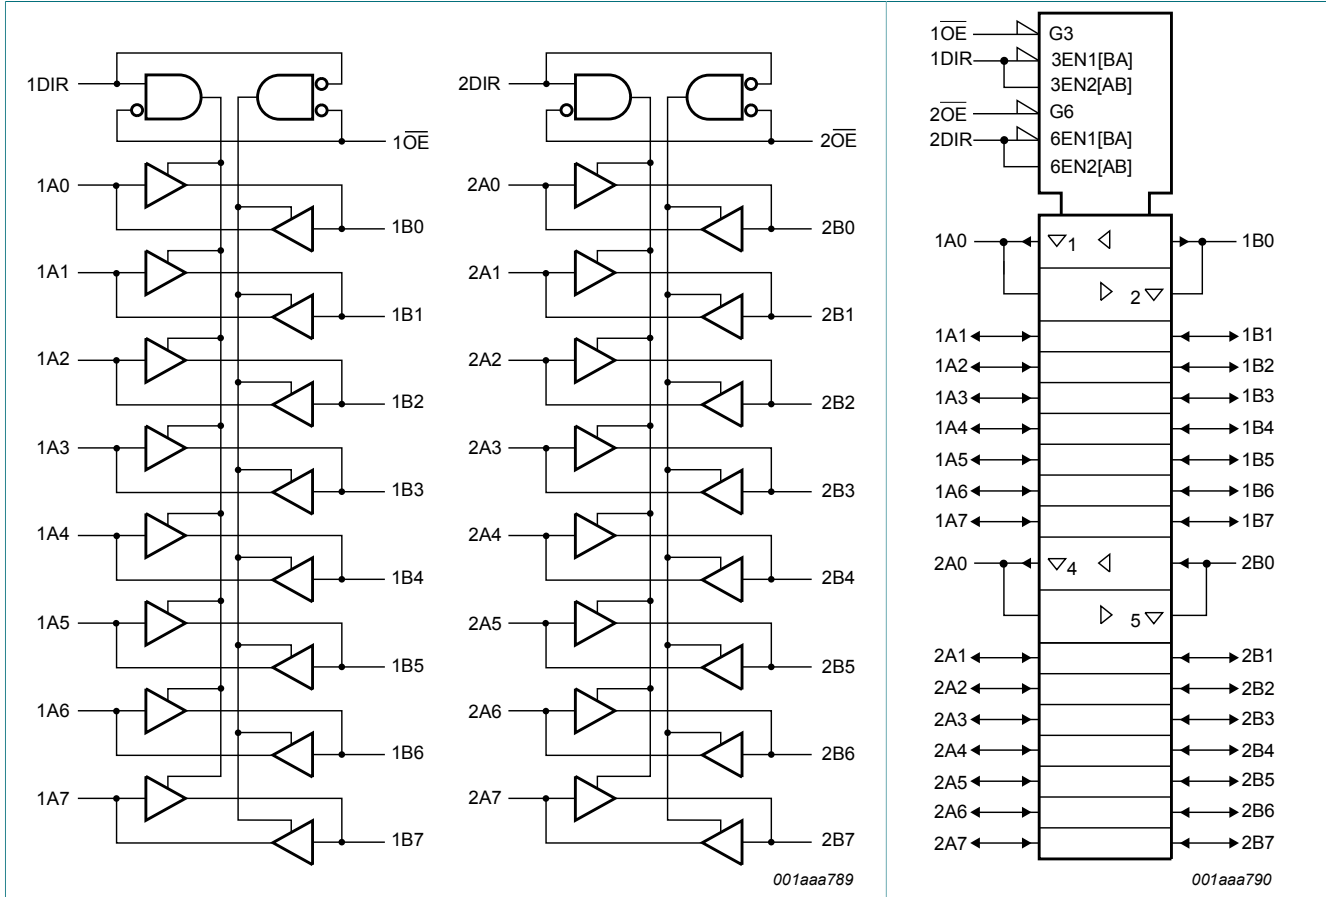 1DIR
1OE
1A0
1B0
1A1
1B1
1A2
1B2
1A3
1B3
1A4
1B4
1A5
1B5
1A6
1B6
1A7
1B7
2DIR
2OE
2A0
2B0
2A1
2B1
2A2
2B2
2A3
2B3
2A4
2B4
2A5
2B5
2A6
2B6
2A7
2B7
001aaa789
1OE G3
1DIR 3EN1[BA]
3EN2[AB]
2OE G6
2DIR 6EN1[BA]
6EN2[AB]
1A0 1 1B0
2
1A1 1B1
1A2 1B2
1A3 1B3
1A4 1B4
1A5 1B5
1A6 1B6
1A7 1B7
2A0 4 2B0
5
2A1 2B1
2A2 2B2
2A3 2B3
2A4 2B4
2A5 2B5
2A6 2B6
2A7 2B7
001aaa790